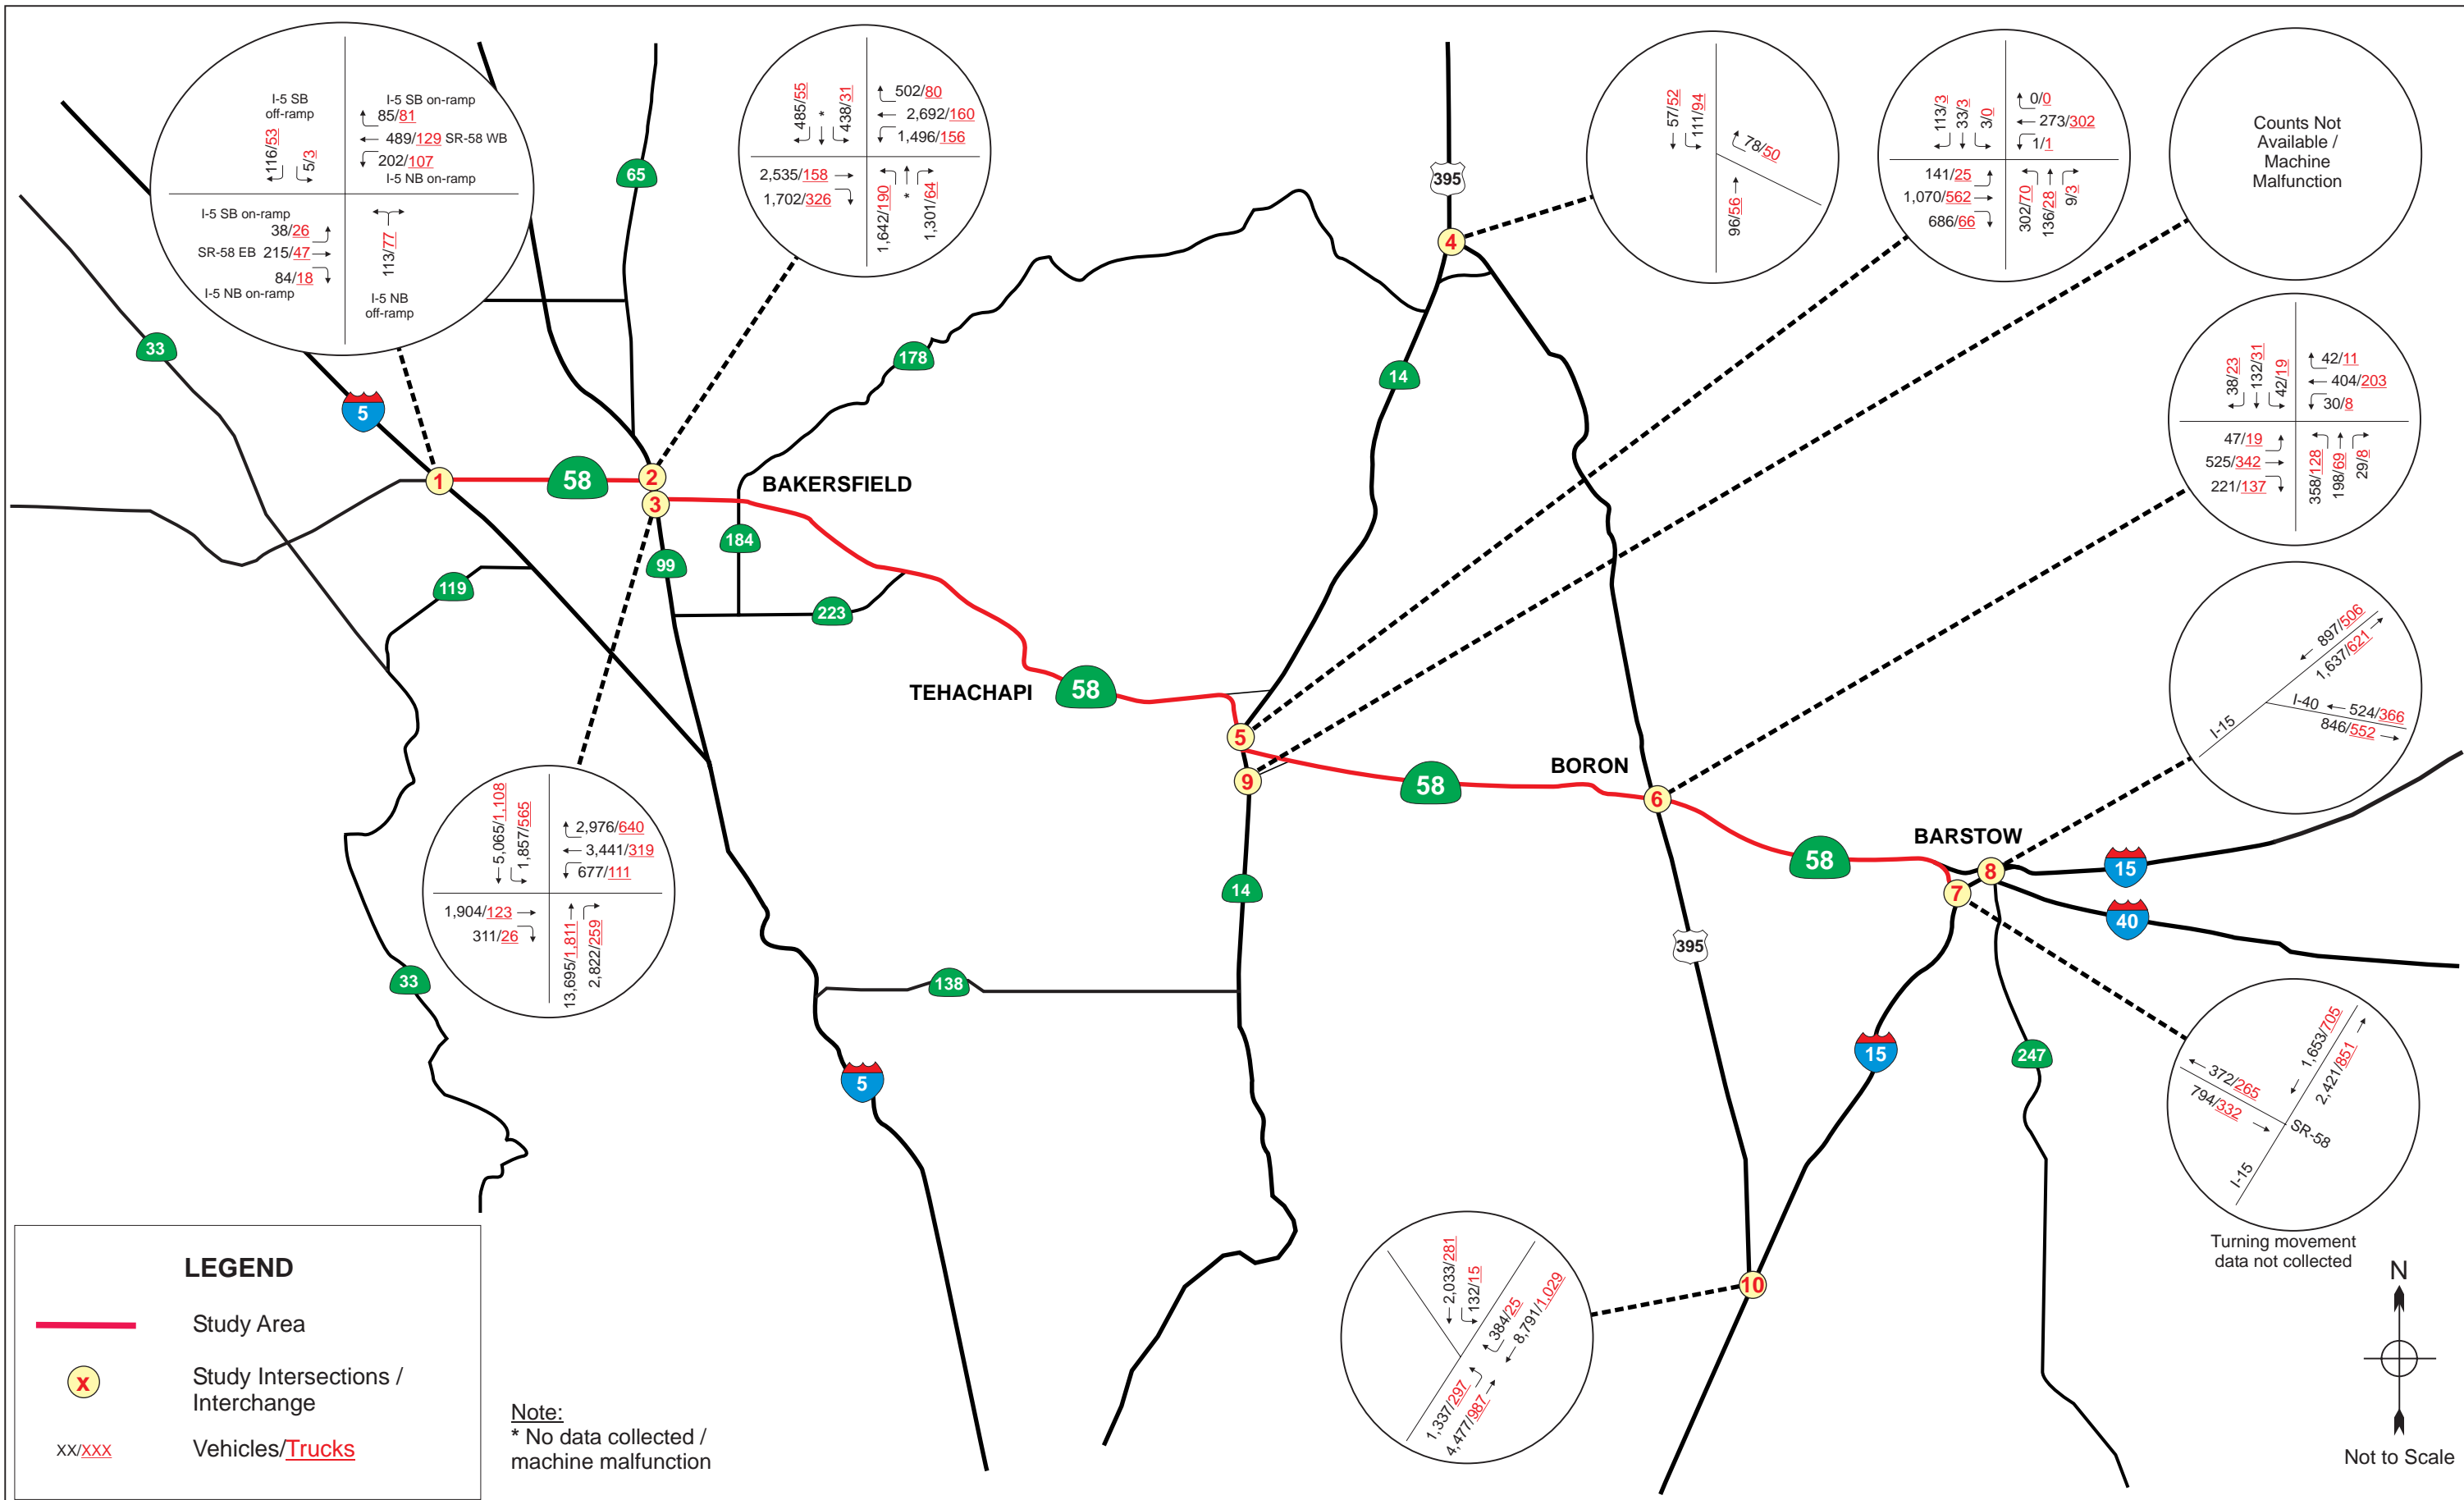 I-5 SB
off-ramp
116/53
5/3
I-5 SB on-ramp
85/81
489/129 SR-58 WB
202/107
I-5 NB on-ramp
I-5 SB on-ramp
38/26
SR-58 EB 215/47
84/18
I-5 NB on-ramp
113/77
I-5 NB
off-ramp
485/55
*
438/31
502/80
2,692/160
1,496/156
2,535/158
1,702/326
1,642/190
*
1,301/64
57/52
111/94
78/50
96/56
113/3
33/3
3/0
0/0
273/302
1/1
141/25
1,070/562
686/66
302/70
136/28
9/3
Counts Not
Available /
Machine
Malfunction
38/23
132/31
42/19
42/11
404/203
30/8
47/19
525/342
221/137
358/128
198/69
29/8
897/506
1,637/621
I-40
524/366
846/552
I-15
1,653/705
2,421/851
372/265
794/332
SR-58
I-15
Turning movement
data not collected
5,065/1,108
1,857/565
2,976/640
3,441/319
677/111
1,904/123
311/26
13,695/1,811
2,822/259
2,033/281
132/15
384/25
8,791/1,029
1,337/297
4,477/987
65
395
4
33
178
14
5
1
58
2
3
BAKERSFIELD
184
99
119
223
TEHACHAPI
58
5
9
58
BORON
6
BARSTOW
58
8
7
15
40
14
395
33
138
5
15
247
10
LEGEND
Study Area
x
Study Intersections /
Interchange
XX/XXX
Vehicles/Trucks
Note:
* No data collected /
machine malfunction
N
Not to Scale